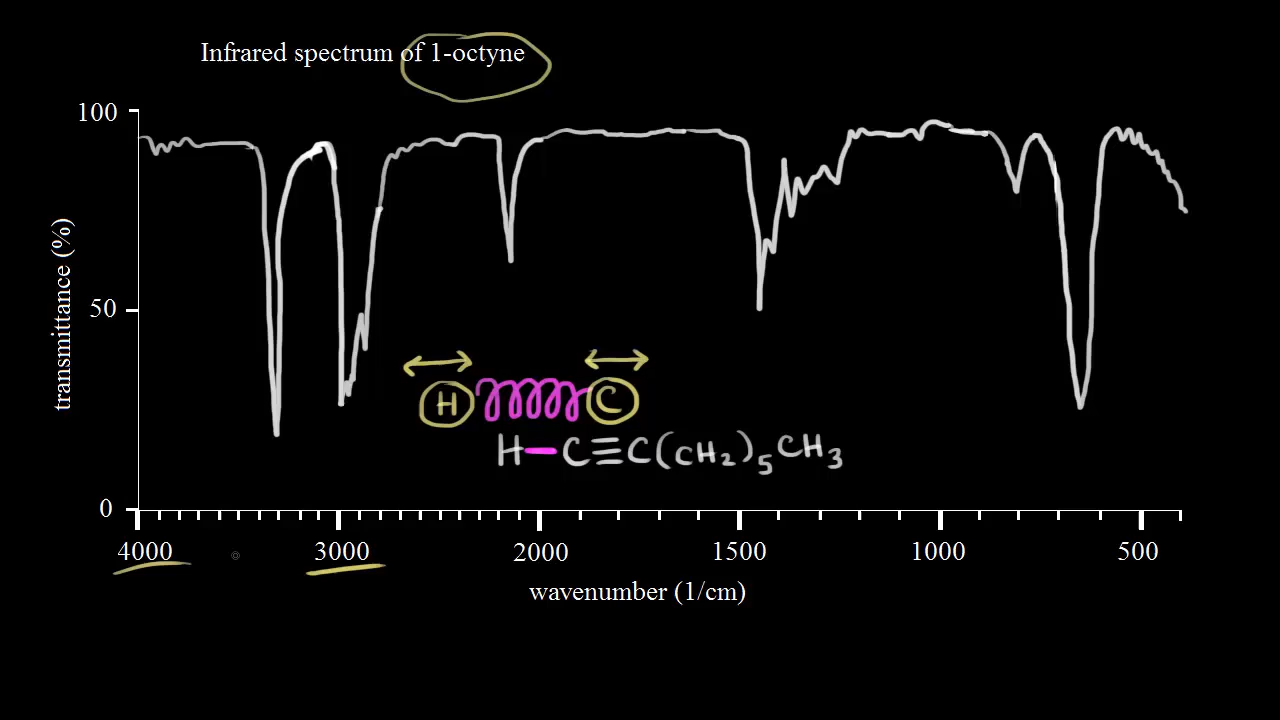 Infrared spectrum of 1-octyne
100
50
0
transmittance (%)
H C
H-C≡C(CH₂)₅CH₃
4000 3000 2000 1500 1000 500
wavenumber (1/cm)